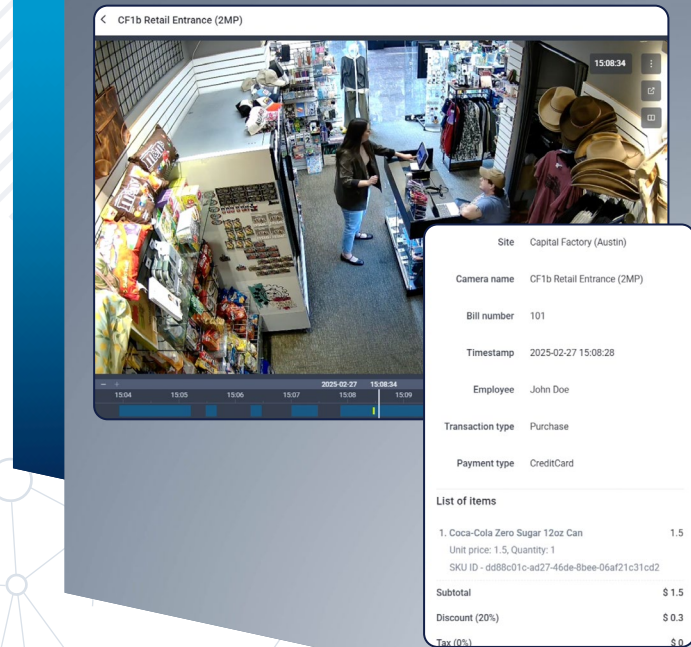 CF1b Retail Entrance (2MP)
15:08:34
m&m's
2025-02-27 15:08:34
15:04 15:05 15:06 15:07 15:08 15:09
Site Capital Factory (Austin)
Camera name CF1b Retail Entrance (2MP)
Bill number 101
Timestamp 2025-02-27 15:08:28
Employee John Doe
Transaction type Purchase
Payment type CreditCard
List of items
1. Coca-Cola Zero Sugar 12oz Can 1.5
Unit price: 1.5, Quantity: 1
SKU ID - dd88c01c-ad27-46de-8bee-06af21c31cd2
Subtotal $ 1.5
Discount (20%) $ 0.3
Tax (0%) $ 0